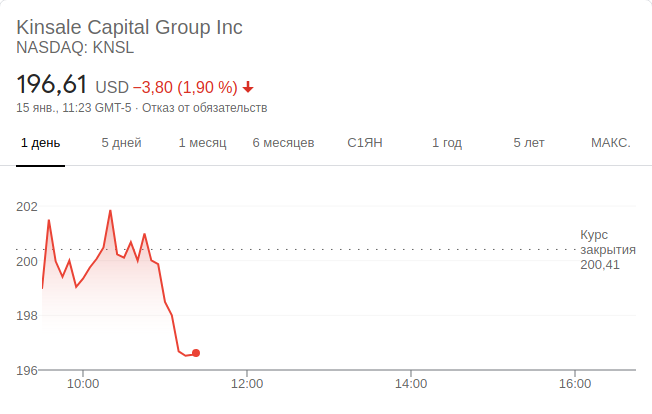 Kinsale Capital Group Inc
NASDAQ: KNSL
196,61 USD −3,80 (1,90 %)
15 янв., 11:23 GMT-5 · Отказ от обязательств
1 день 5 дней 1 месяц 6 месяцев С1ЯН 1 год 5 лет МАКС.
202
Курс
закрытия
200,41
200
198
196
10:00 12:00 14:00 16:00